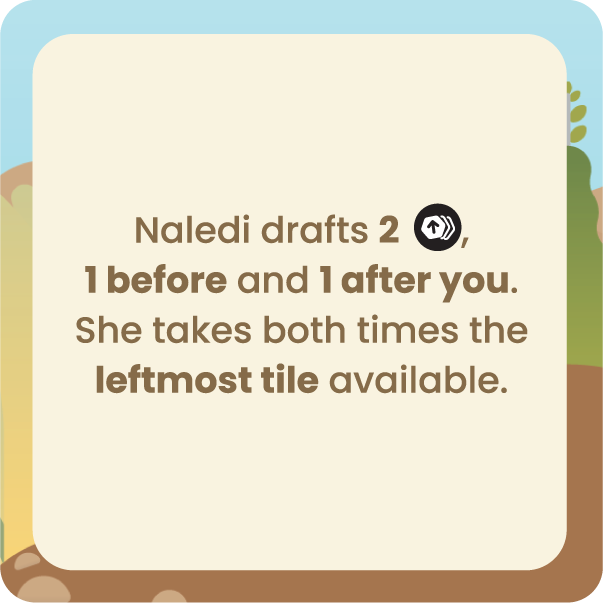 Naledi drafts 2 ,
1 before and 1 after you.
She takes both times the
leftmost tile available.